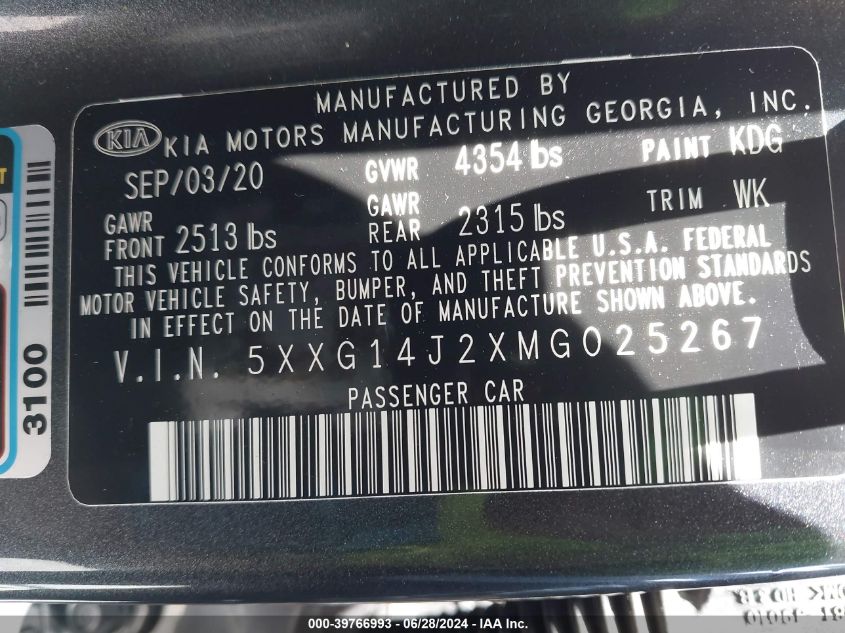 MANUFACTURED BY
KIA KIA MOTORS MANUFACTURING GEORGIA, INC.
SEP/03/20 GVWR 4354 lbs PAINT KDG
GAWR FRONT 2513 lbs GAWR REAR 2315 lbs TRIM WK
THIS VEHICLE CONFORMS TO ALL APPLICABLE U.S.A. FEDERAL
MOTOR VEHICLE SAFETY, BUMPER, AND THEFT PREVENTION STANDARDS
IN EFFECT ON THE DATE OF MANUFACTURE SHOWN ABOVE.
V.I.N. 5XXG14J2XMG025267
PASSENGER CAR
3100
000-39766993 / 06/28/2024 / COPYRIGHT IAA, LLC.